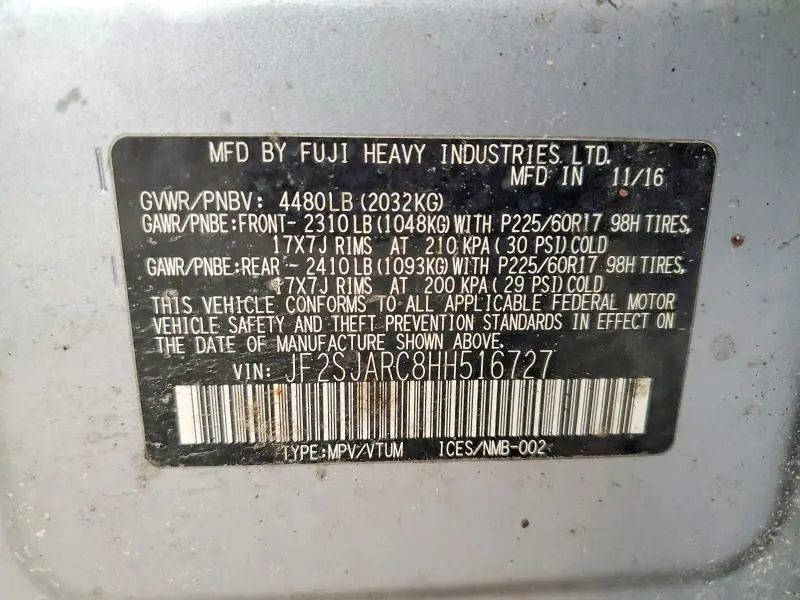 MFD BY FUJI HEAVY INDUSTRIES LTD.
MFD IN 11/16
GVWR/PNBV: 4480LB (2032KG)
GAWR/PNBE:FRONT- 2310LB (1048KG) WITH P225/60R17 98H TIRES,
17X7J RIMS AT 210 KPA ( 30 PSI) COLD
GAWR/PNBE:REAR - 2410LB (1093KG) WITH P225/60R17 98H TIRES,
17X7J RIMS AT 200 KPA ( 29 PSI) COLD
THIS VEHICLE CONFORMS TO ALL APPLICABLE FEDERAL MOTOR
VEHICLE SAFETY AND THEFT PREVENTION STANDARDS IN EFFECT ON
THE DATE OF MANUFACTURE SHOWN ABOVE.
VIN: JF2SJARC8HH516727
TYPE:MPV/VTUM ICES/NMB-002